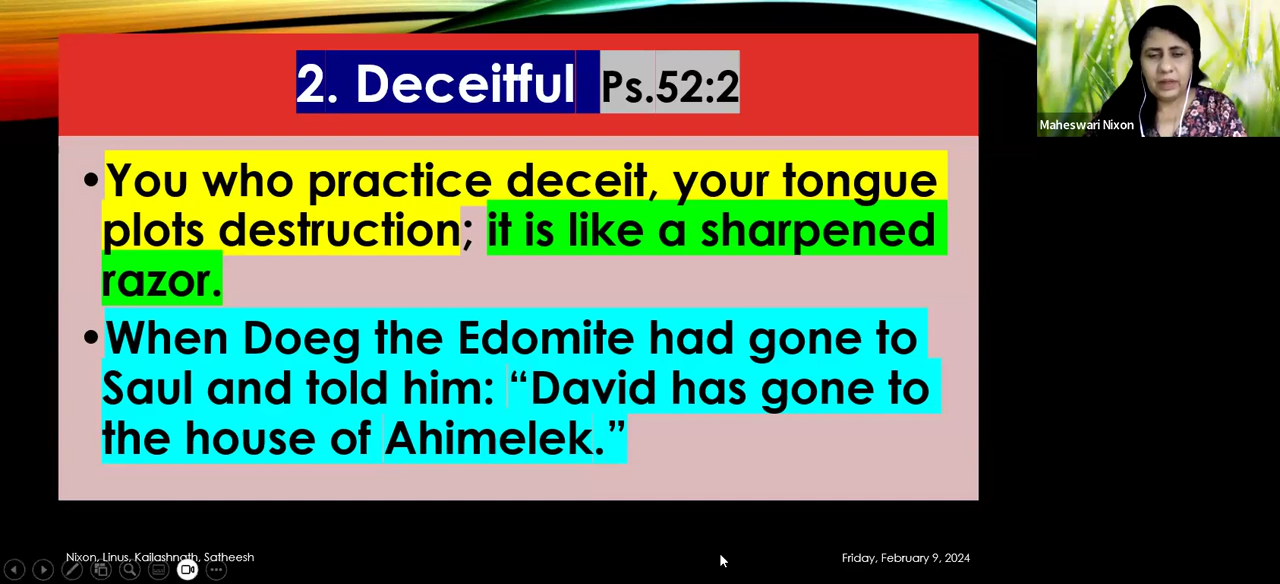 2. Deceitful Ps.52:2
Maheswari Nixon
•You who practice deceit, your tongue
plots destruction; it is like a sharpened
razor.
•When Doeg the Edomite had gone to
Saul and told him: “David has gone to
the house of Ahimelek.”
Nixon, Linus, Kailashnath, Satheesh
Friday, February 9, 2024